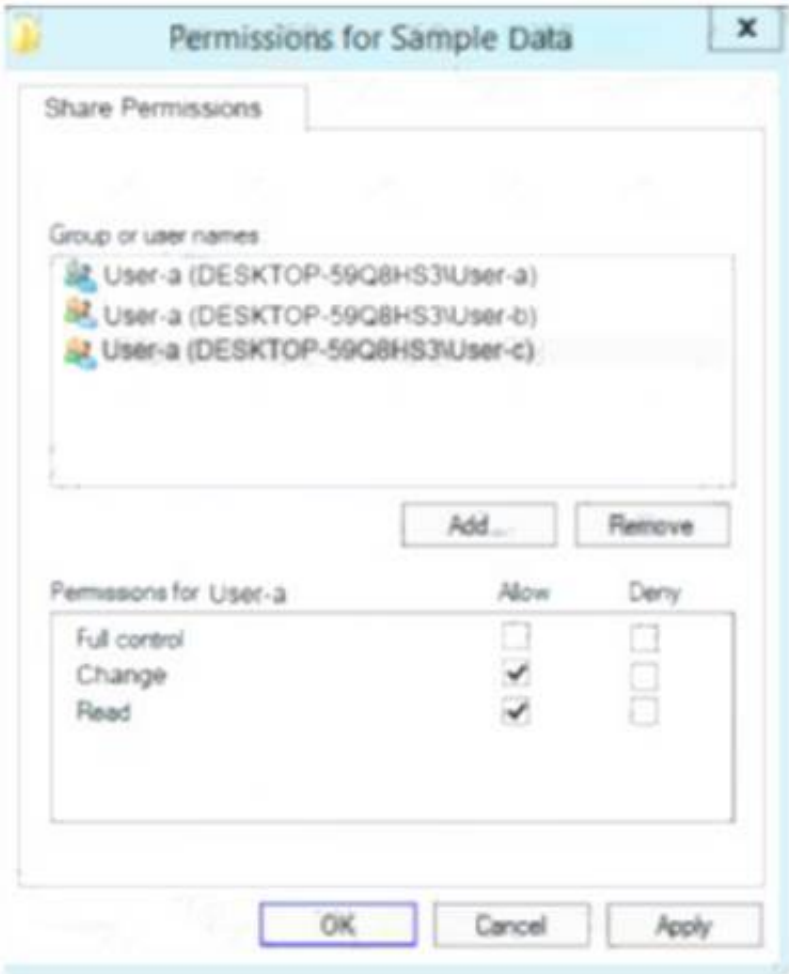 Permissions for Sample Data
x
Share Permissions
Group or user names
User-a (DESKTOP-59Q8HS3\User-a)
User-a (DESKTOP-59Q8HS3\User-b)
User-a (DESKTOP-59Q8HS3\User-c)
Add...
Remove
Permissions for User-a Allow Deny
Full control
Change
Read
OK Cancel Apply